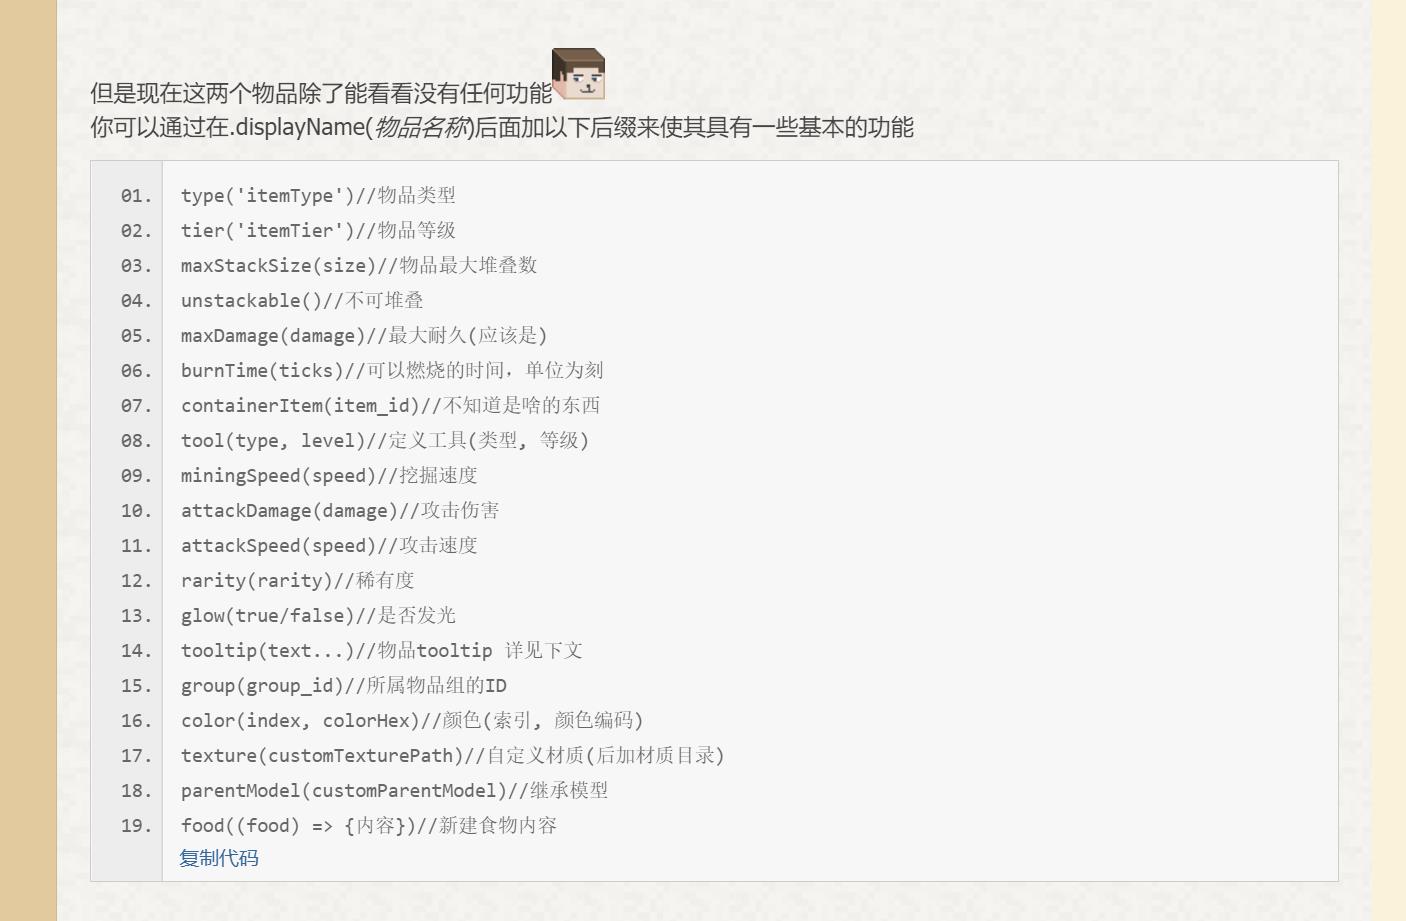 但是现在这两个物品除了能看看没有任何功能
你可以通过在.displayName(物品名称)后面加以下后缀来使其具有一些基本的功能
01. type('itemType')//物品类型
02. tier('itemTier')//物品等级
03. maxStackSize(size)//物品最大堆叠数
04. unstackable()//不可堆叠
05. maxDamage(damage)//最大耐久(应该是)
06. burnTime(ticks)//可以燃烧的时间，单位为刻
07. containerItem(item_id)//不知道是啥的东西
08. tool(type, level)//定义工具(类型, 等级)
09. miningSpeed(speed)//挖掘速度
10. attackDamage(damage)//攻击伤害
11. attackSpeed(speed)//攻击速度
12. rarity(rarity)//稀有度
13. glow(true/false)//是否发光
14. tooltip(text...)//物品tooltip 详见下文
15. group(group_id)//所属物品组的ID
16. color(index, colorHex)//颜色(索引, 颜色编码)
17. texture(customTexturePath)//自定义材质(后加材质目录)
18. parentModel(customParentModel)//继承模型
19. food((food) => {内容})//新建食物内容
复制代码